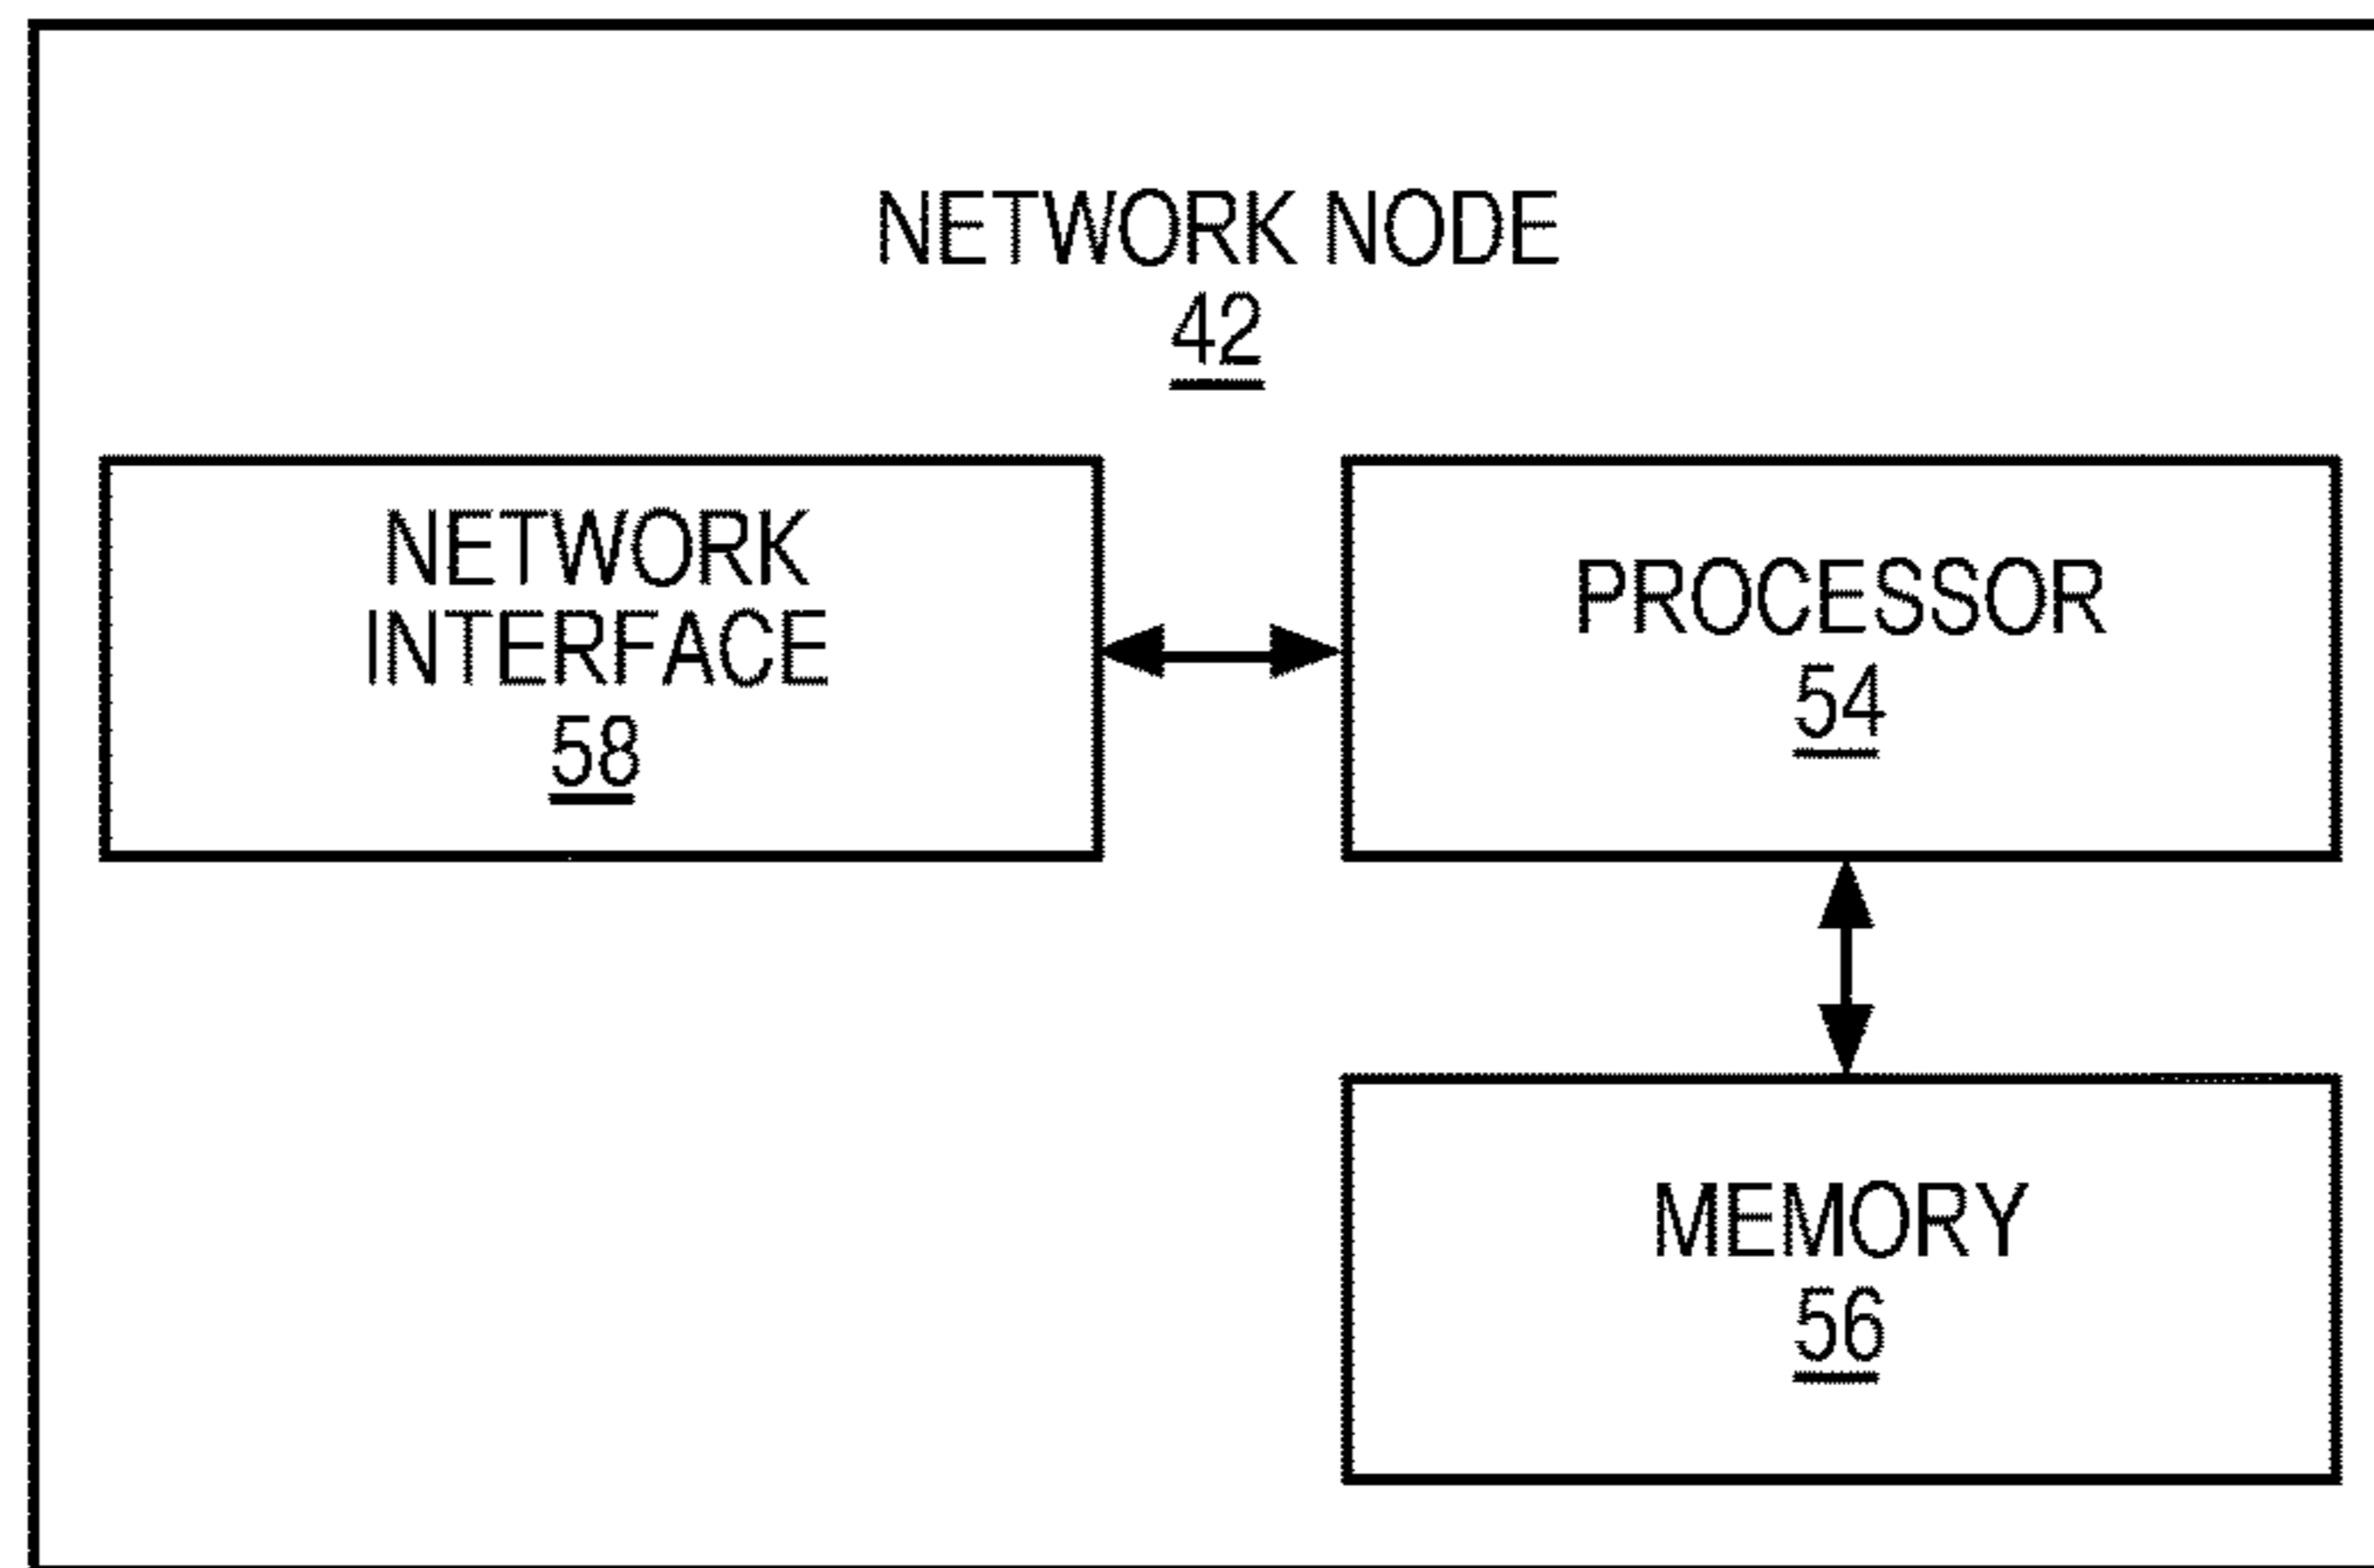 NETWORK NODE
42
NETWORK
INTERFACE
58
PROCESSOR
54
MEMORY
56